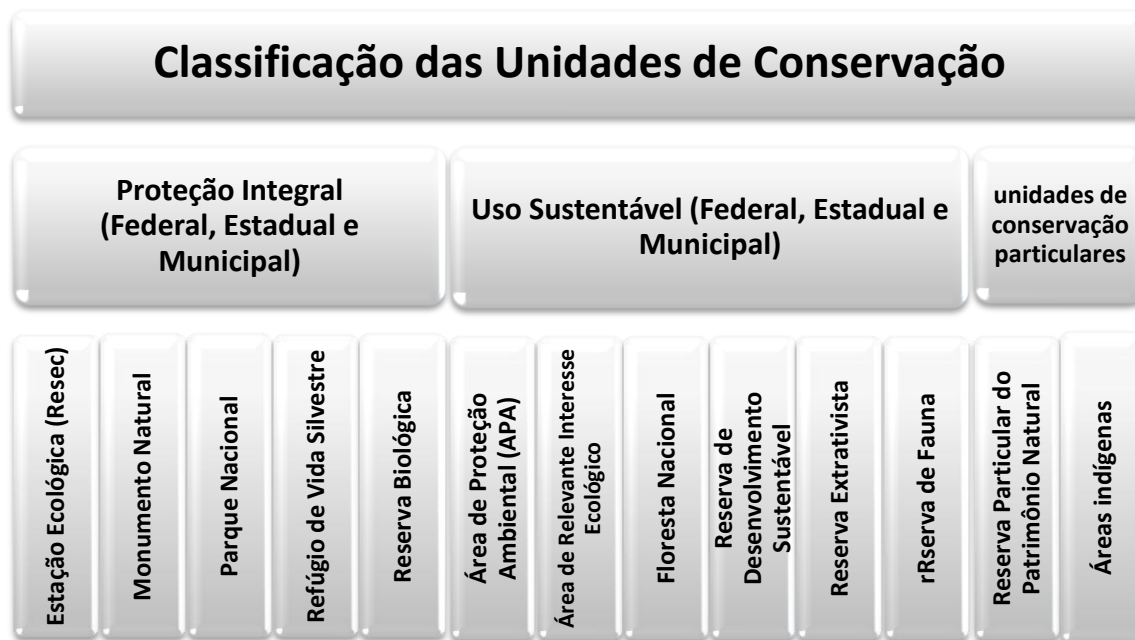 Classificação das Unidades de Conservação
Proteção Integral
(Federal, Estadual e
Municipal)
Uso Sustentável (Federal, Estadual e
Municipal)
unidades de
conservação
particulares
Estação Ecológica (Resec)
Monumento Natural
Parque Nacional
Refúgio de Vida Silvestre
Reserva Biológica
Área de Proteção
Ambiental (APA)
Área de Relevante Interesse
Ecológico
Floresta Nacional
Reserva de
Desenvolvimento
Sustentável
Reserva Extrativista
rRserva de Fauna
Reserva Particular do
Patrimônio Natural
Áreas indígenas